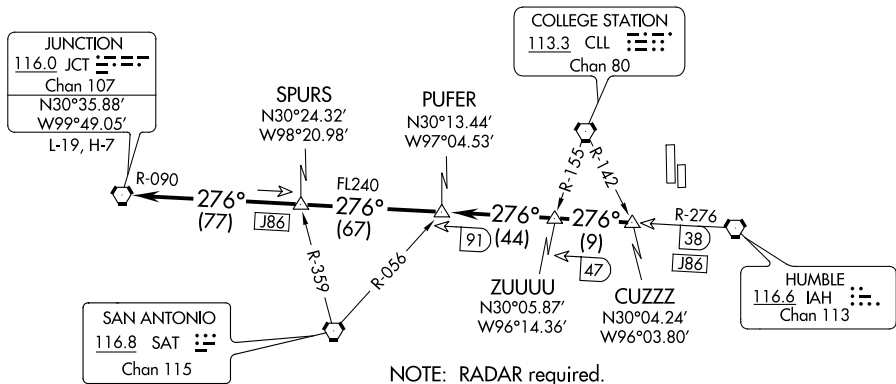 COLLEGE STATION
113.3 CLL
Chan 80
JUNCTION
116.0 JCT
Chan 107
N30°35.88'
W99°49.05'
L-19, H-7
SPURS
N30°24.32'
W98°20.98'
PUFER
N30°13.44'
W97°04.53'
R-155
R-142
R-090
276°
(77)
J86
FL240
276°
(67)
91
276°
(44)
276°
(9)
47
R-276
38
J86
R-359
R-056
ZUUUU
N30°05.87'
W96°14.36'
CUZZZ
N30°04.24'
W96°03.80'
HUMBLE
116.6 IAH
Chan 113
SAN ANTONIO
116.8 SAT
Chan 115
NOTE: RADAR required.